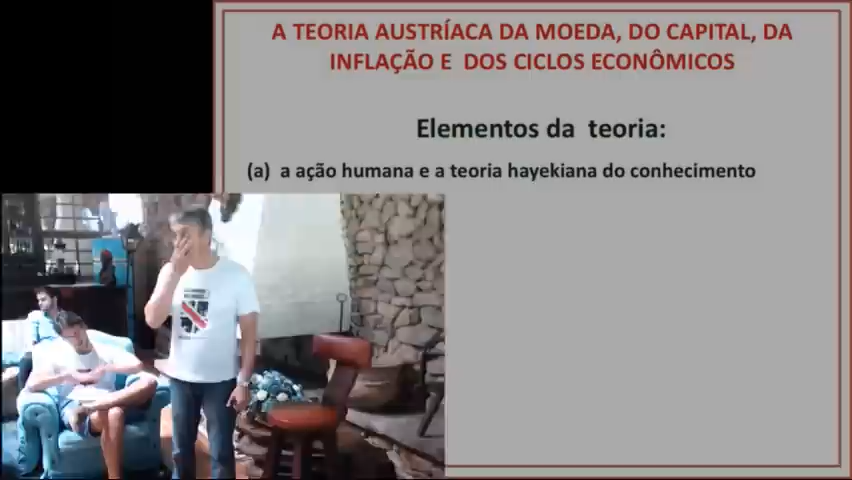 A TEORIA AUSTRÍACA DA MOEDA, DO CAPITAL, DA
INFLAÇÃO E DOS CICLOS ECONÔMICOS
Elementos da teoria:
(a) a ação humana e a teoria hayekiana do conhecimento